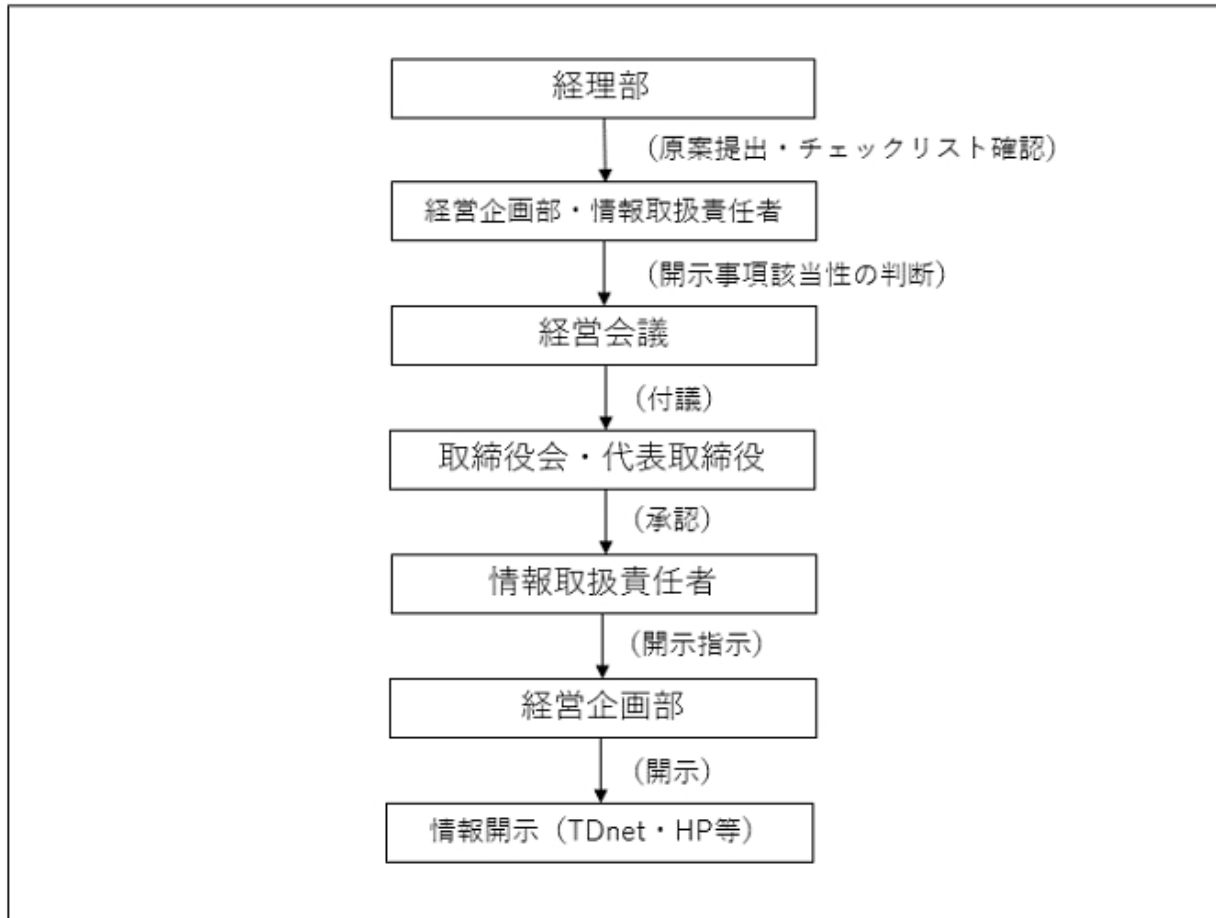 経理部
（原案提出・チェックリスト確認）
経営企画部・情報取扱責任者
（開示事項該当性の判断）
経営会議
（付議）
取締役会・代表取締役
（承認）
情報取扱責任者
（開示指示）
経営企画部
（開示）
情報開示（TDnet・HP等）